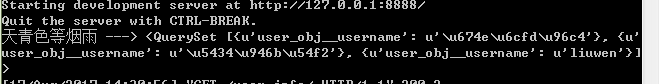 Starting development server at http://127.0.0.1:8888/
Quit the server with CTRL-BREAK.
天青色等烟雨 ---> <QuerySet [{u'user_obj__username': u'\u674e\u6cfd\u96c4'}, {u'user_obj__username': u'\u5434\u946b\u54f2'}, {u'user_obj__username': u'liuwen'}]
>